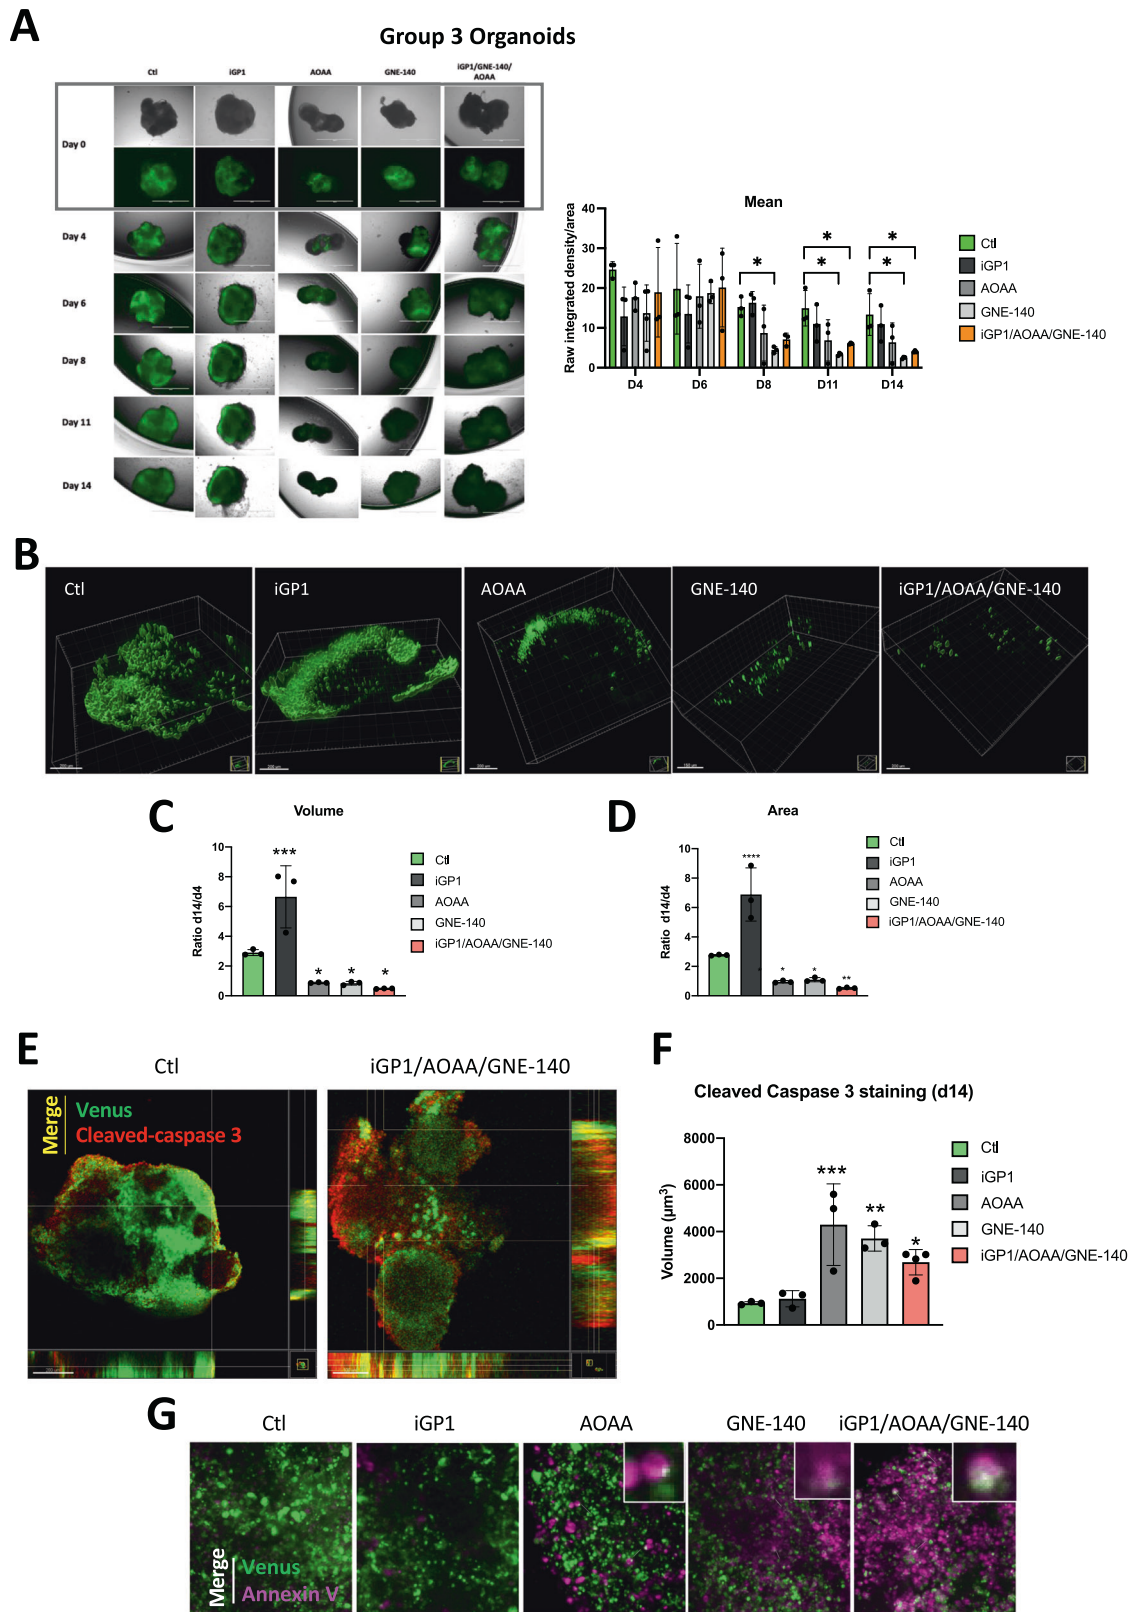 A
Group 3 Organoids
Ctl
iGP1
AOAA
GNE-140
iGP1/GNE-140/
AOAA
Day 0
Day 4
Day 6
Day 8
Day 11
Day 14
Mean
Raw integrated density/area
40
30
20
10
0
D4
D6
D8
D11
D14
*
*
*
*
*
Ctl
iGP1
AOAA
GNE-140
iGP1/AOAA/GNE-140
B
Ctl
iGP1
AOAA
GNE-140
iGP1/AOAA/GNE-140
C
Volume
Ratio d14/d4
10
8
6
4
2
0
***
*
*
*
Ctl
iGP1
AOAA
GNE-140
iGP1/AOAA/GNE-140
D
Area
Ratio d14/d4
10
8
6
4
2
0
****
*
*
**
Ctl
iGP1
AOAA
GNE-140
iGP1/AOAA/GNE-140
E
Ctl
iGP1/AOAA/GNE-140
Merge
Venus
Cleaved-caspase 3
F
Cleaved Caspase 3 staining (d14)
Volume (µm³)
8000
6000
4000
2000
0
***
**
*
Ctl
iGP1
AOAA
GNE-140
iGP1/AOAA/GNE-140
G
Ctl
iGP1
AOAA
GNE-140
iGP1/AOAA/GNE-140
Merge
Venus
Annexin V